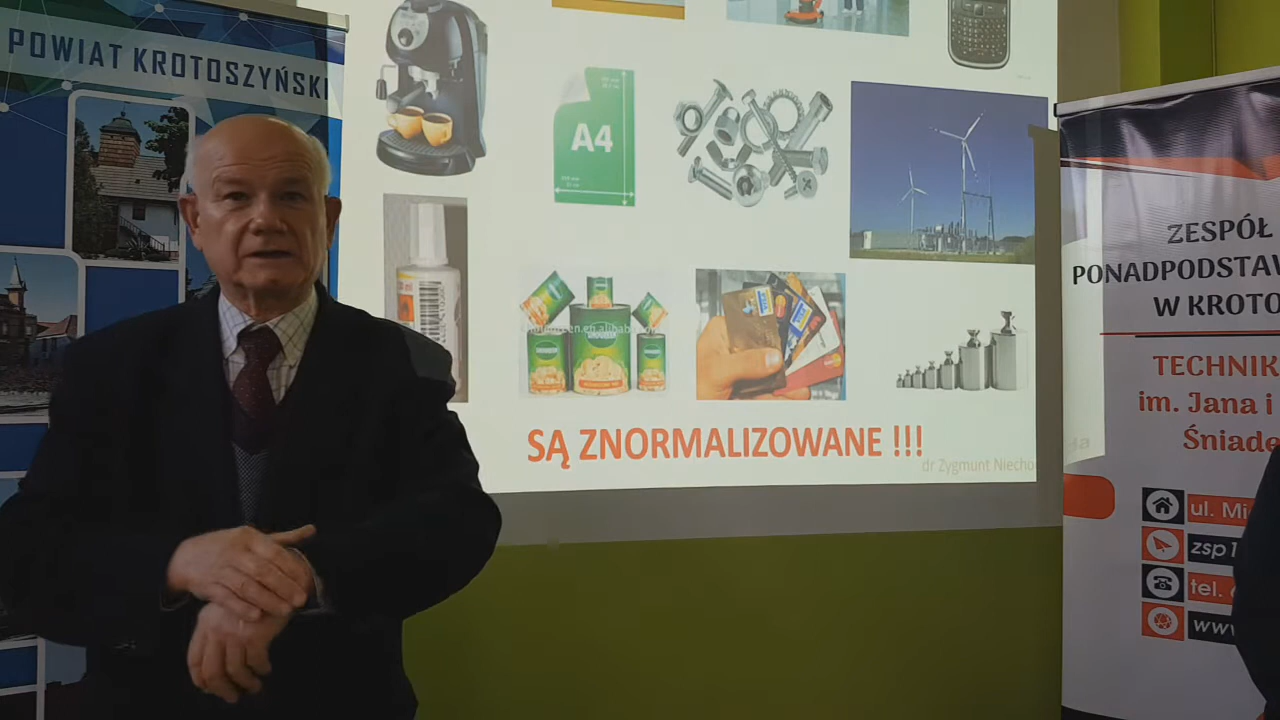 POWIAT KROTOSZYŃSKI
A4
SĄ ZNORMALIZOWANE !!!
dr Zygmunt Niecho
ZESPÓŁ
PONADPODSTAW
W KROTO
TECHNIK
im. Jana i
Śniade
ul. Mi
zsp1
tel.
www